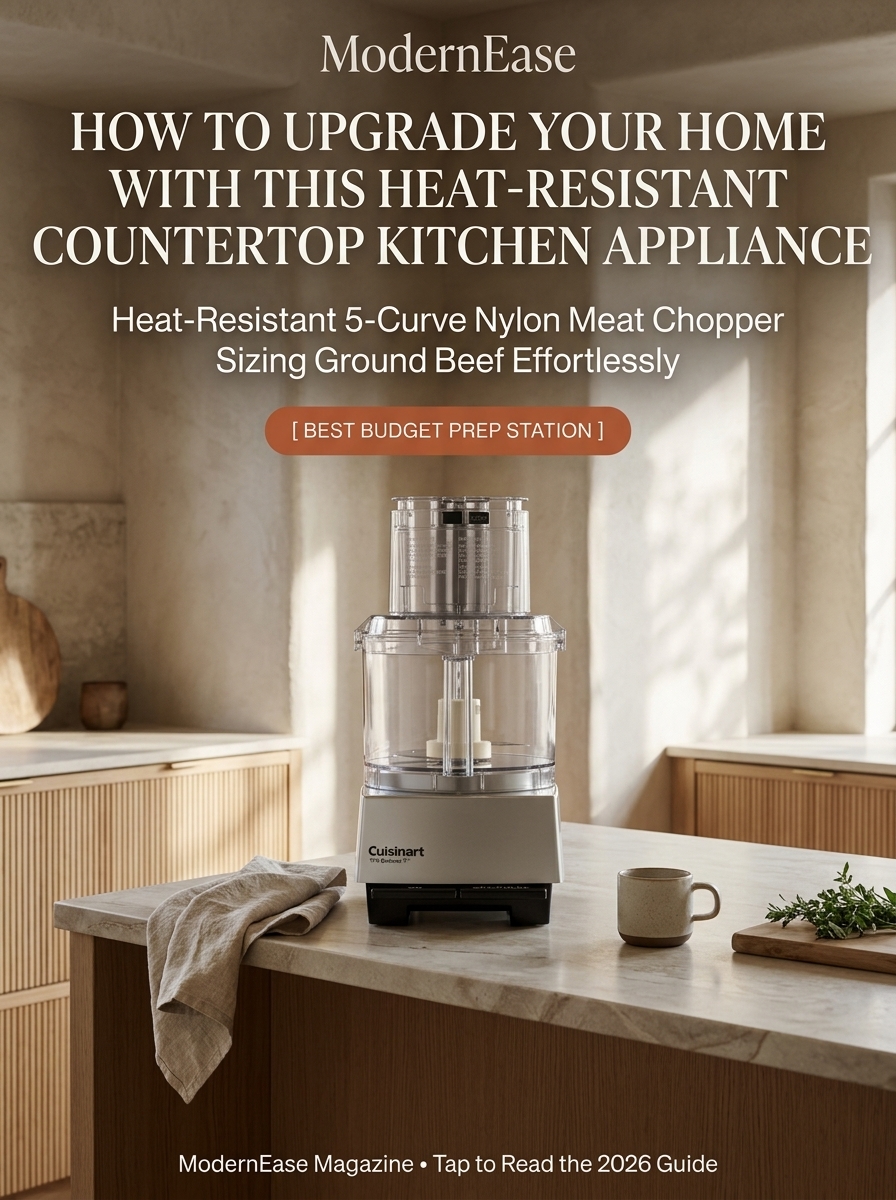 ModernEase
HOW TO UPGRADE YOUR HOME
WITH THIS HEAT-RESISTANT
COUNTERTOP KITCHEN APPLIANCE
Heat-Resistant 5-Curve Nylon Meat Chopper
Sizing Ground Beef Effortlessly
[ BEST BUDGET PREP STATION ]
Cuisinart
ModernEase Magazine • Tap to Read the 2026 Guide